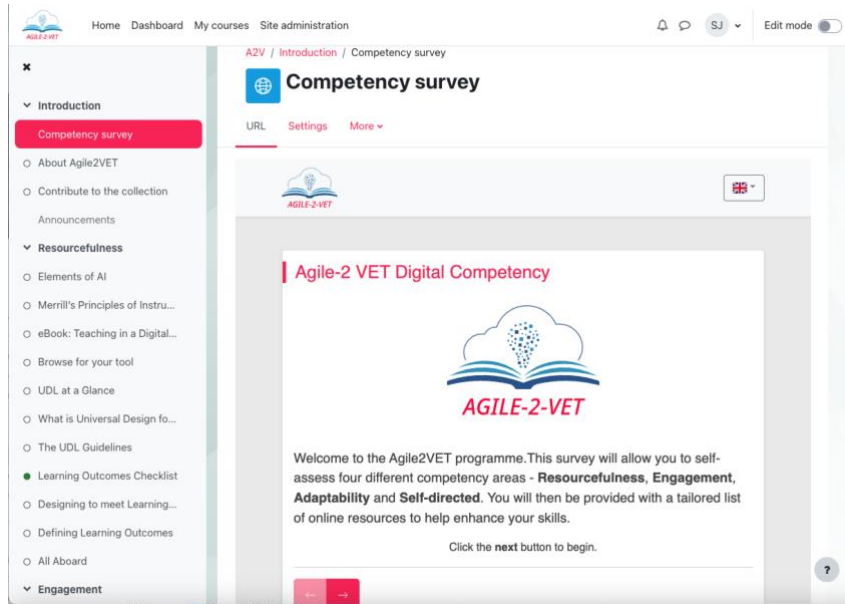 AGILE-2-VET
Home Dashboard My courses Site administration
SJ
Edit mode
A2V / Introduction / Competency survey
Competency survey
URL Settings More
Introduction
Competency survey
About Agile2VET
Contribute to the collection
Announcements
Resourcefulness
Elements of AI
Merrill's Principles of Instru...
eBook: Teaching in a Digital...
Browse for your tool
UDL at a Glance
What is Universal Design fo...
The UDL Guidelines
Learning Outcomes Checklist
Designing to meet Learning...
Defining Learning Outcomes
All Aboard
Engagement
AGILE-2-VET
Agile-2 VET Digital Competency
AGILE-2-VET
Welcome to the Agile2VET programme.This survey will allow you to self-
assess four different competency areas - Resourcefulness, Engagement,
Adaptability and Self-directed. You will then be provided with a tailored list
of online resources to help enhance your skills.
Click the next button to begin.
← →
?